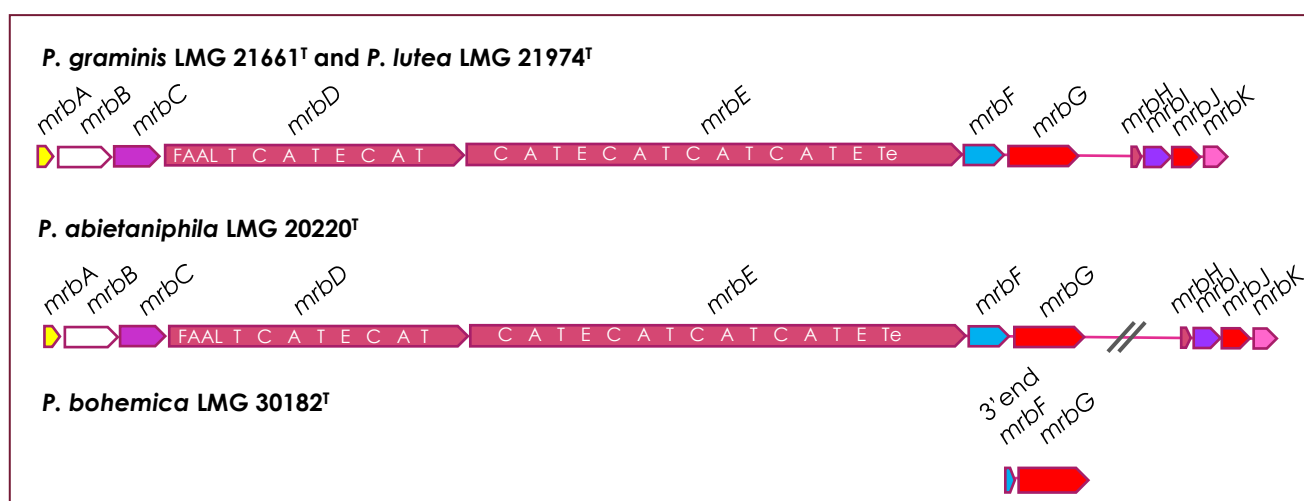 P. graminis LMG 21661ᵀ and P. lutea LMG 21974ᵀ
mrbA mrbB mrbC mrbD mrbE mrbF mrbG mrbH mrbI mrbJ mrbK
FAAL T C A T E C A T C A T E C A T C A T C A T E Te
P. abietaniphila LMG 20220ᵀ
mrbA mrbB mrbC mrbD mrbE mrbF mrbG mrbH mrbI mrbJ mrbK
FAAL T C A T E C A T C A T E C A T C A T C A T E Te
P. bohemica LMG 30182ᵀ
3' end
mrbF mrbG